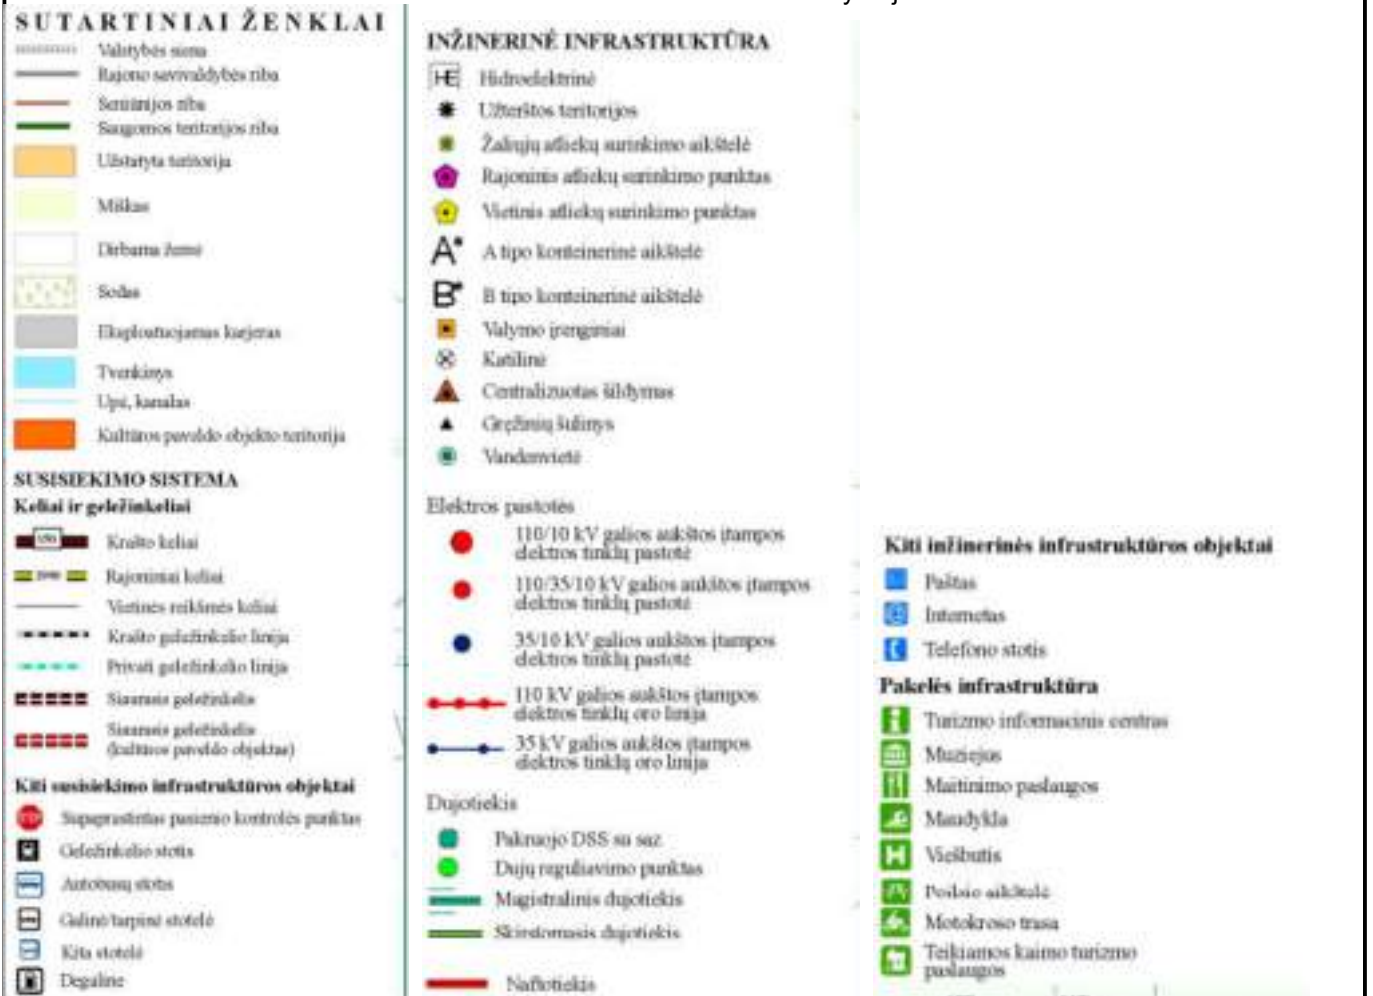 SUTARTINIAI ŽENKLAI
Valstybės siena
Rajono savivaldybės riba
Seniūnijos riba
Saugomos teritorijos riba
Užstatyta teritorija
Miškas
Dirbama žemė
Sodas
Eksploatuojamas karjeras
Tvenkinys
Upė, kanalas
Kultūros paveldo objekto teritorija
SUSISIEKIMO SISTEMA
Keliai ir geležinkeliai
Krašto keliai
Rajoniniai keliai
Vietinės reikšmės keliai
Krašto geležinkelio linija
Privati geležinkelio linija
Siaurasis geležinkelis
Siaurasis geležinkelis
(kultūros paveldo objektas)
Kiti susisiekimo infrastruktūros objektai
Supaprastintas pasienio kontrolės punktas
Geležinkelio stotis
Autobusų stotis
Galinė/tarpinė stotelė
Kita stotelė
Degalinė
INŽINERINĖ INFRASTRUKTŪRA
HE Hidroelektrinė
Užterštos teritorijos
Žaliųjų atliekų surinkimo aikštelė
Rajoninis atliekų surinkimo punktas
Vietinis atliekų surinkimo punktas
A A tipo konteinerinė aikštelė
B B tipo konteinerinė aikštelė
Valymo įrenginiai
Katilinė
Centralizuotas šildymas
Gręžinių šulinys
Vandenvietė
Elektros pastotės
110/10 kV galios aukštos įtampos
elektros tinklų pastotė
110/35/10 kV galios aukštos įtampos
elektros tinklų pastotė
35/10 kV galios aukštos įtampos
elektros tinklų pastotė
110 kV galios aukštos įtampos
elektros tinklų oro linija
35 kV galios aukštos įtampos
elektros tinklų oro linija
Dujotiekis
Pakruojo DSS su saz
Dujų reguliavimo punktas
Magistralinis dujotiekis
Skirstomasis dujotiekis
Naftotiekis
Kiti inžinerinės infrastruktūros objektai
Paštas
Internetas
Telefono stotis
Pakelės infrastruktūra
Turizmo informacinis centras
Muziejus
Maitinimo paslaugos
Maudykla
Viešbutis
Poilsio aikštelė
Motokroso trasa
Teikiamos kaimo turizmo
paslaugos